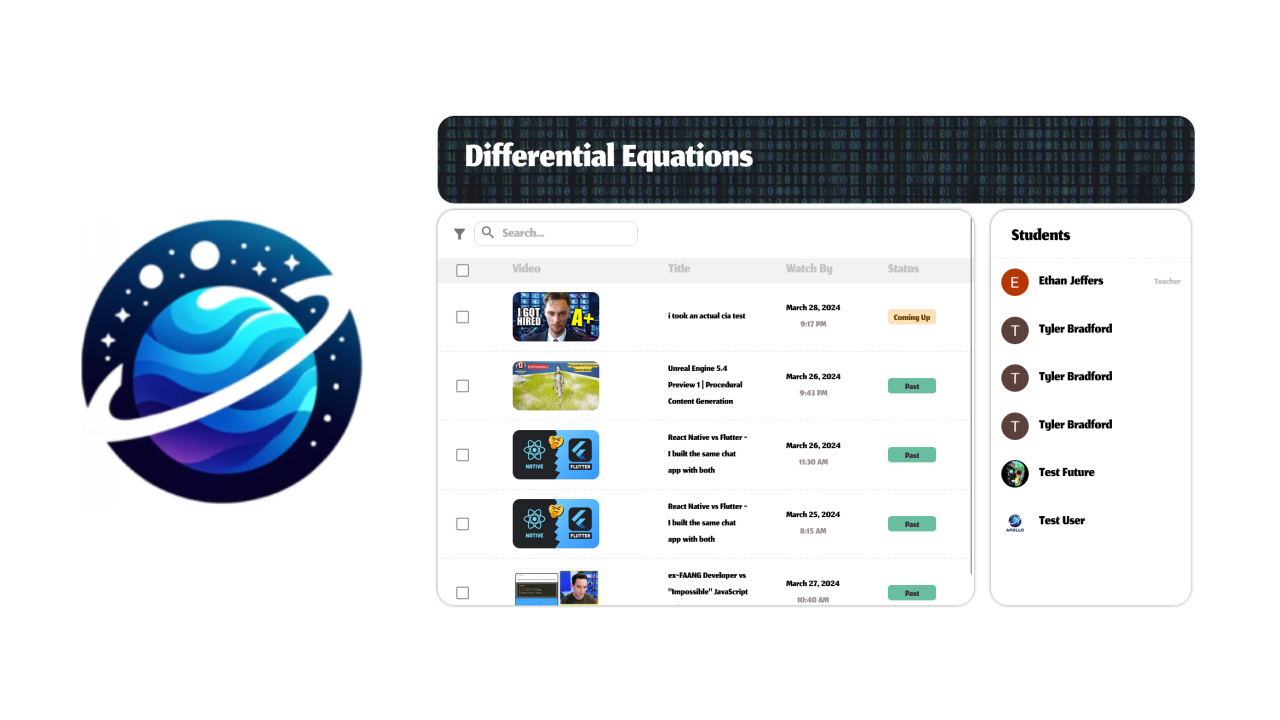 Differential Equations
Search...
Video Title Watch By Status
I GOT
HIRED
A+
i took an actual cia test
March 28, 2024
9:17 PM
Coming Up
Unreal Engine 5.4
Preview 1 | Procedural
Content Generation
March 26, 2024
9:43 PM
Past
NATIVE
FLUTTER
React Native vs Flutter -
I built the same chat
app with both
March 26, 2024
11:30 AM
Past
NATIVE
FLUTTER
React Native vs Flutter -
I built the same chat
app with both
March 25, 2024
8:15 AM
Past
ex-FAANG Developer vs
"Impossible" JavaScript
March 27, 2024
10:40 AM
Past
Students
E
Ethan Jeffers
Teacher
T
Tyler Bradford
T
Tyler Bradford
T
Tyler Bradford
Test Future
APOLLO
Test User